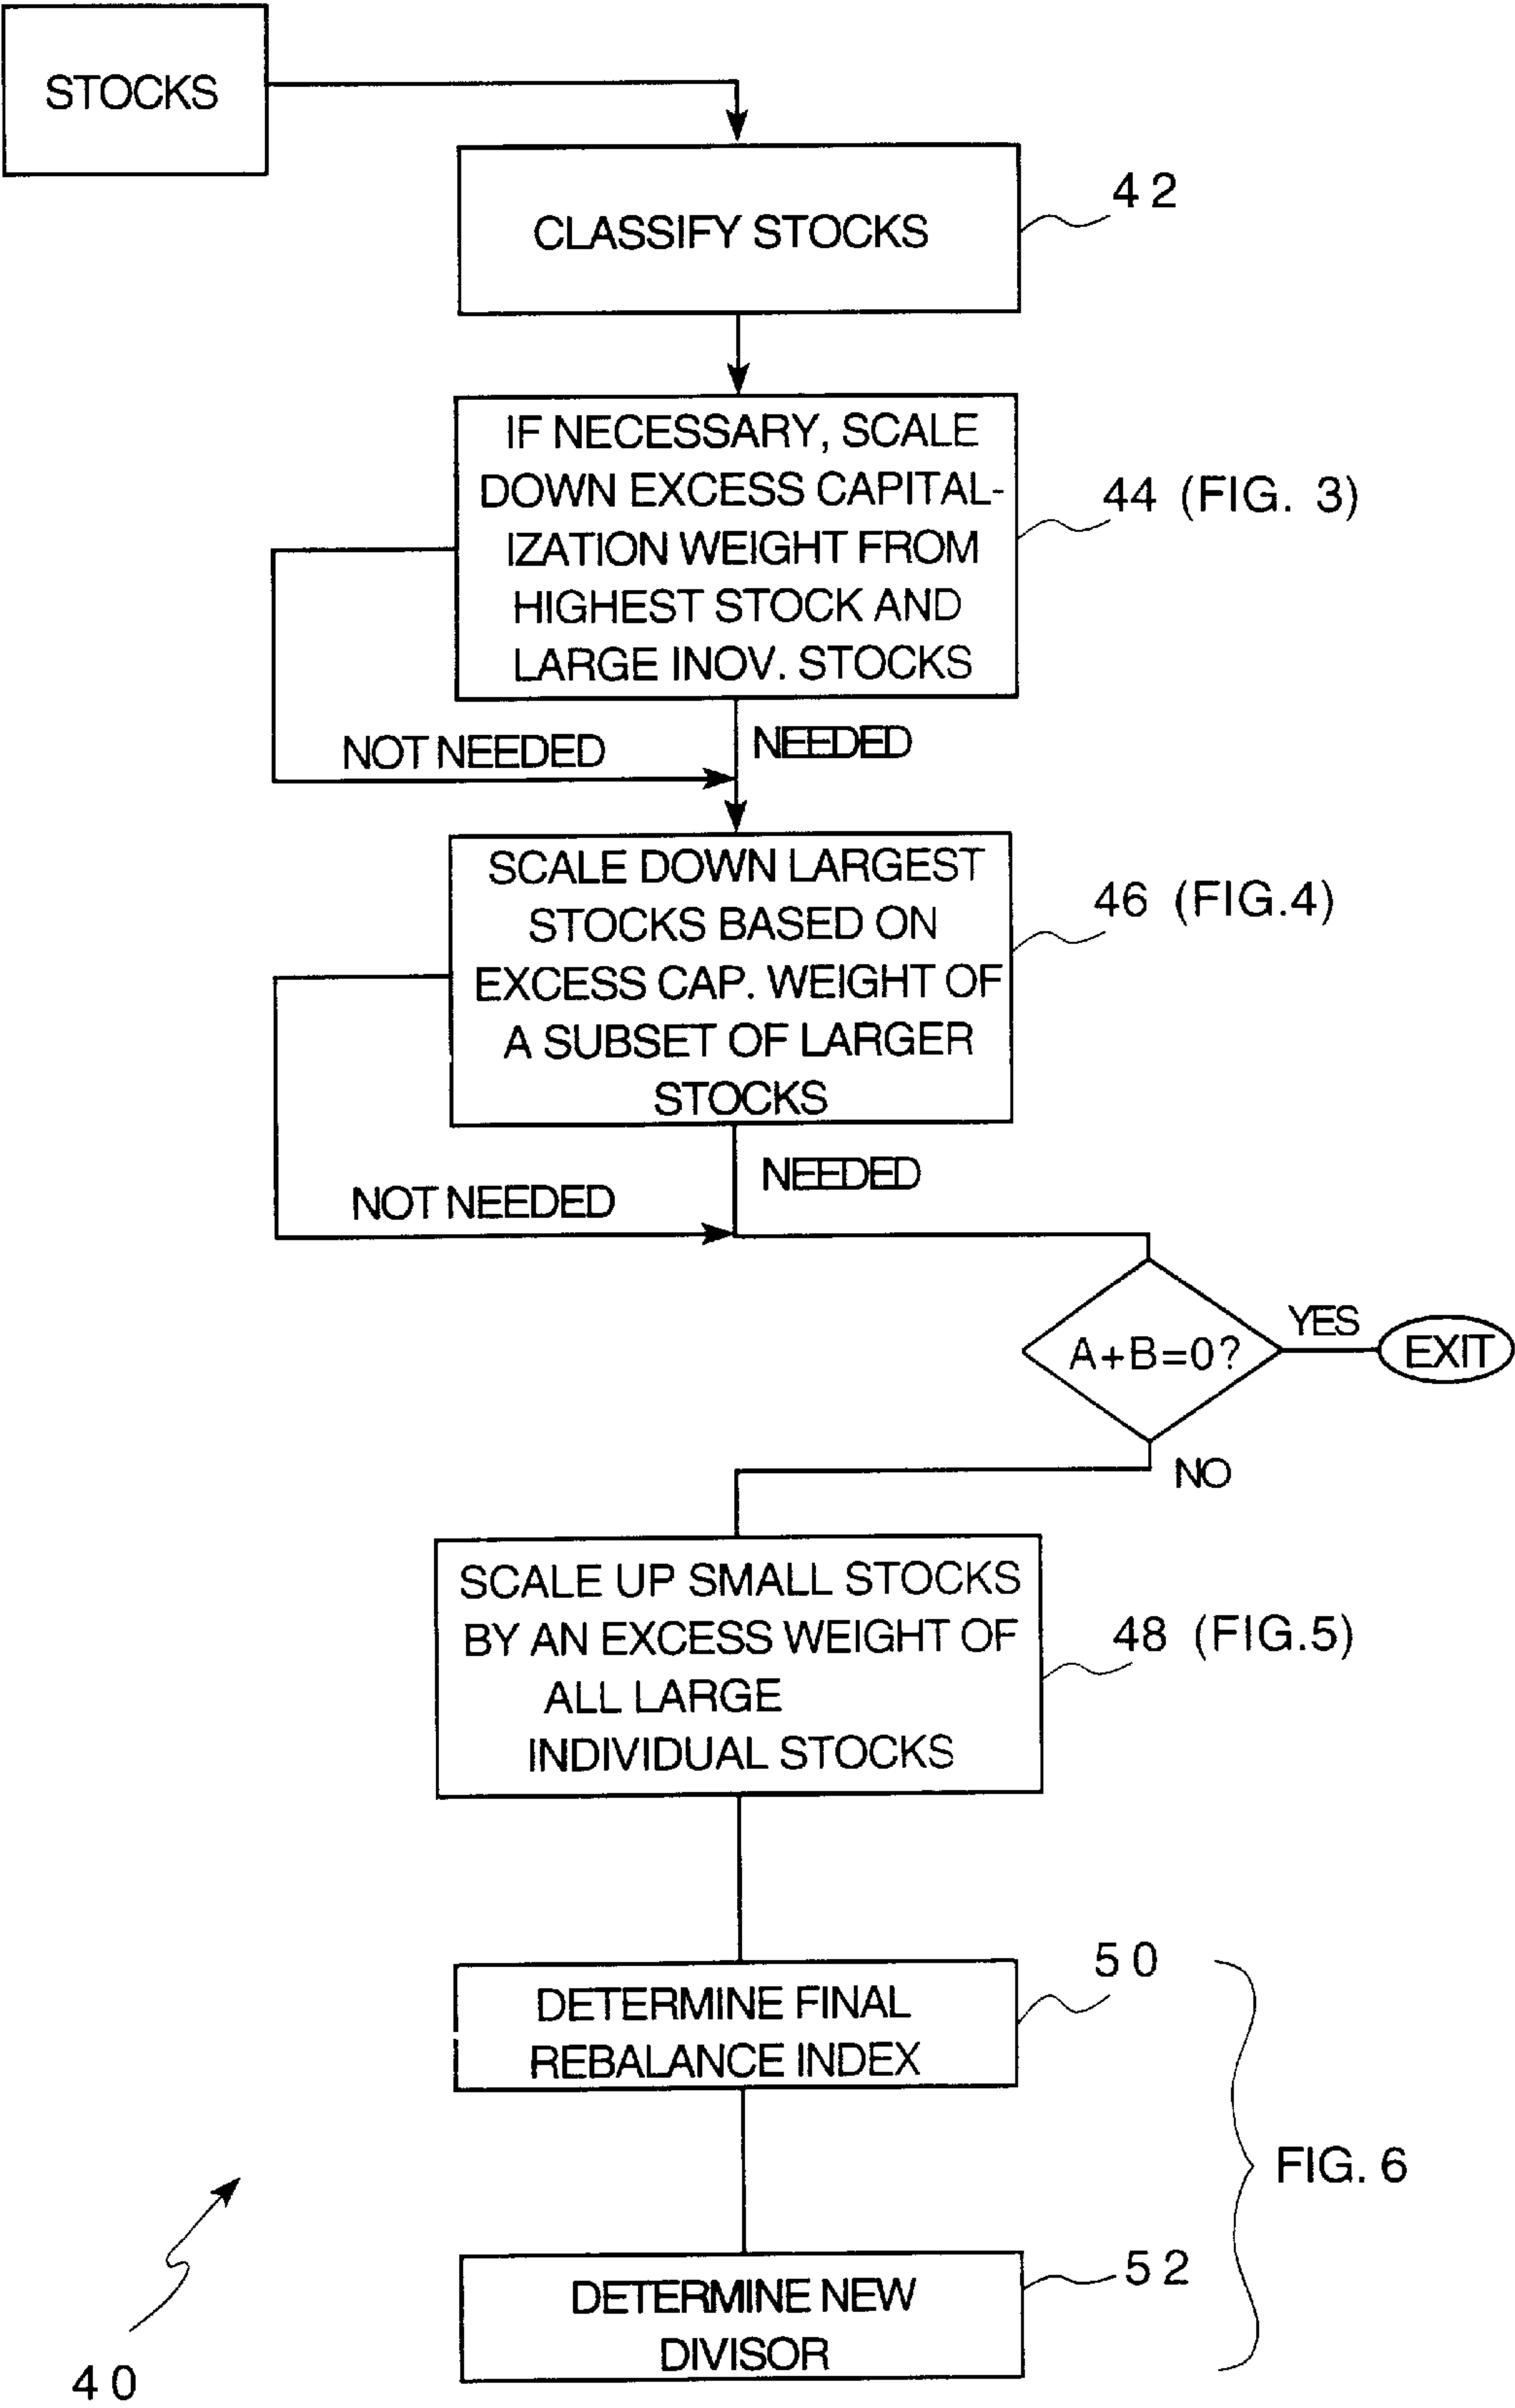 STOCKS
CLASSIFY STOCKS
42
IF NECESSARY, SCALE
DOWN EXCESS CAPITAL-
IZATION WEIGHT FROM
HIGHEST STOCK AND
LARGE INOV. STOCKS
44 (FIG. 3)
NOT NEEDED
NEEDED
SCALE DOWN LARGEST
STOCKS BASED ON
EXCESS CAP. WEIGHT OF
A SUBSET OF LARGER
STOCKS
46 (FIG.4)
NOT NEEDED
NEEDED
A+B=0?
YES
EXIT
NO
SCALE UP SMALL STOCKS
BY AN EXCESS WEIGHT OF
ALL LARGE
INDIVIDUAL STOCKS
48 (FIG.5)
DETERMINE FINAL
REBALANCE INDEX
50
FIG. 6
DETERMINE NEW
DIVISOR
52
40